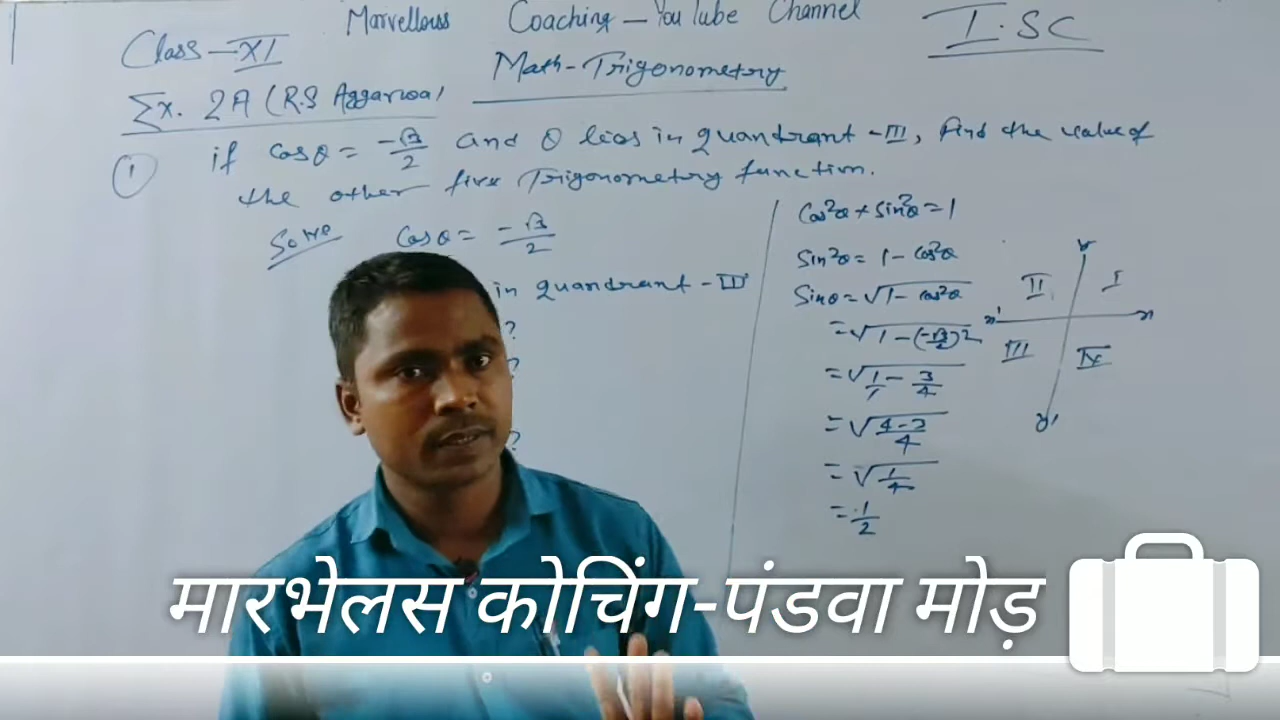 Marvellous Coaching — YouTube Channel
Class — XI
I.SC
Math - Trigonometry
Ex. 2A (R.S Aggarwal
① if cosθ = -√3/2 and θ lies in quandrant - III, find the value of
the other five Trigonometry function.
Solve cosθ = -√3/2
in quandrant - III
?
?
?
Cos²θ + Sin²θ = 1
Sin²θ = 1 - cos²θ
Sinθ = √1 - cos²θ
= √1 - (-√3/2)²
= √1/1 - 3/4
= √4-3/4
= √1/4
= 1/2
y
II I
x' x
III IV
y'
मारभेलस कोचिंग-पंडवा मोड़